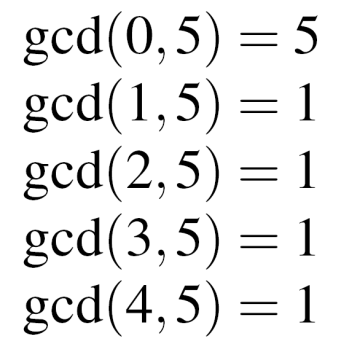 gcd(0,5) = 5
gcd(1,5) = 1
gcd(2,5) = 1
gcd(3,5) = 1
gcd(4,5) = 1